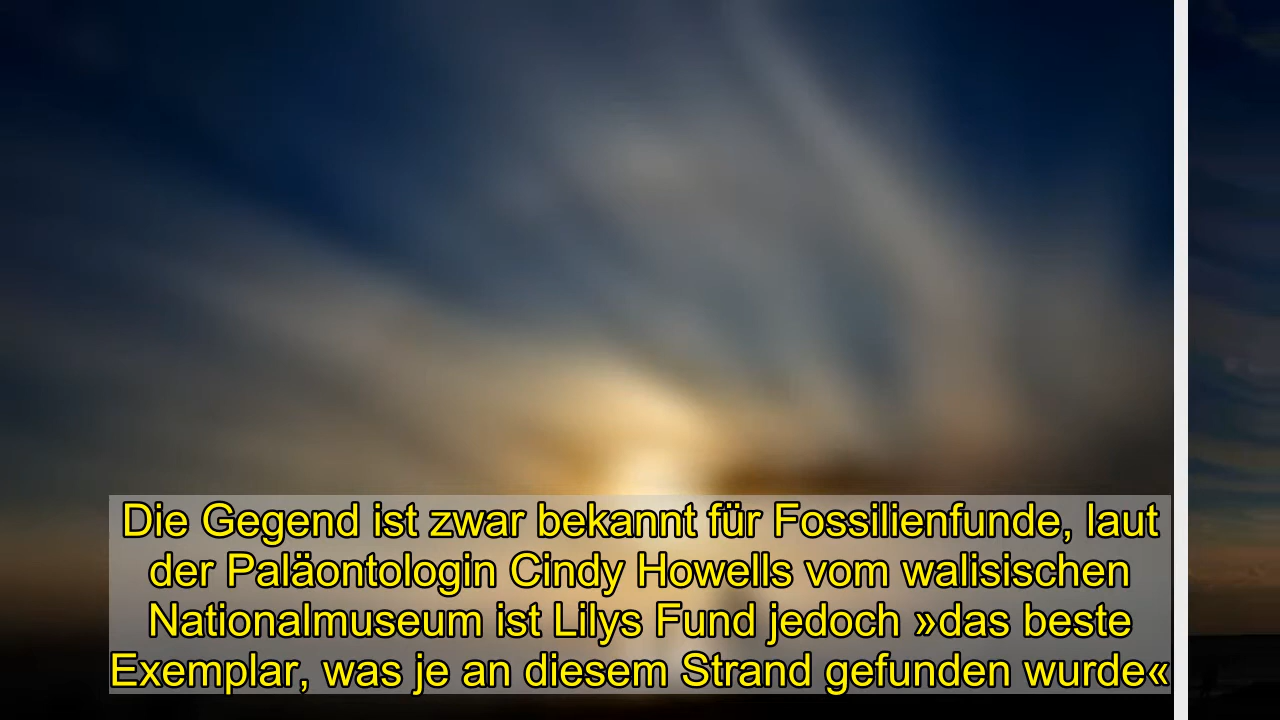 Die Gegend ist zwar bekannt für Fossilienfunde, laut
der Paläontologin Cindy Howells vom walisischen
Nationalmuseum ist Lilys Fund jedoch »das beste
Exemplar, was je an diesem Strand gefunden wurde«